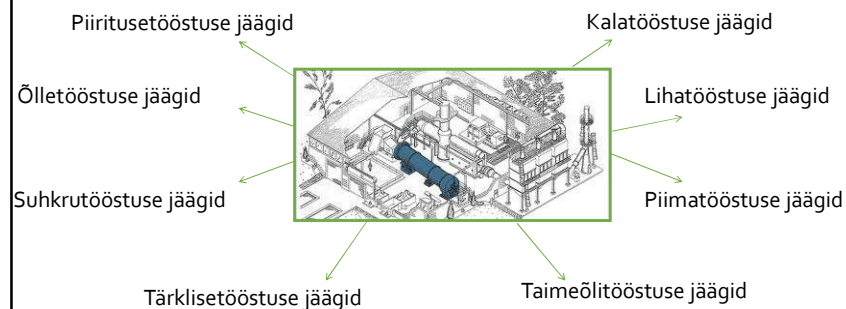 Piiritusetööstuse jäägid
Kalatööstuse jäägid
Õlletööstuse jäägid
Lihatööstuse jäägid
Suhkrutööstuse jäägid
Piimatööstuse jäägid
Tärklisetööstuse jäägid
Taimeõlitööstuse jäägid